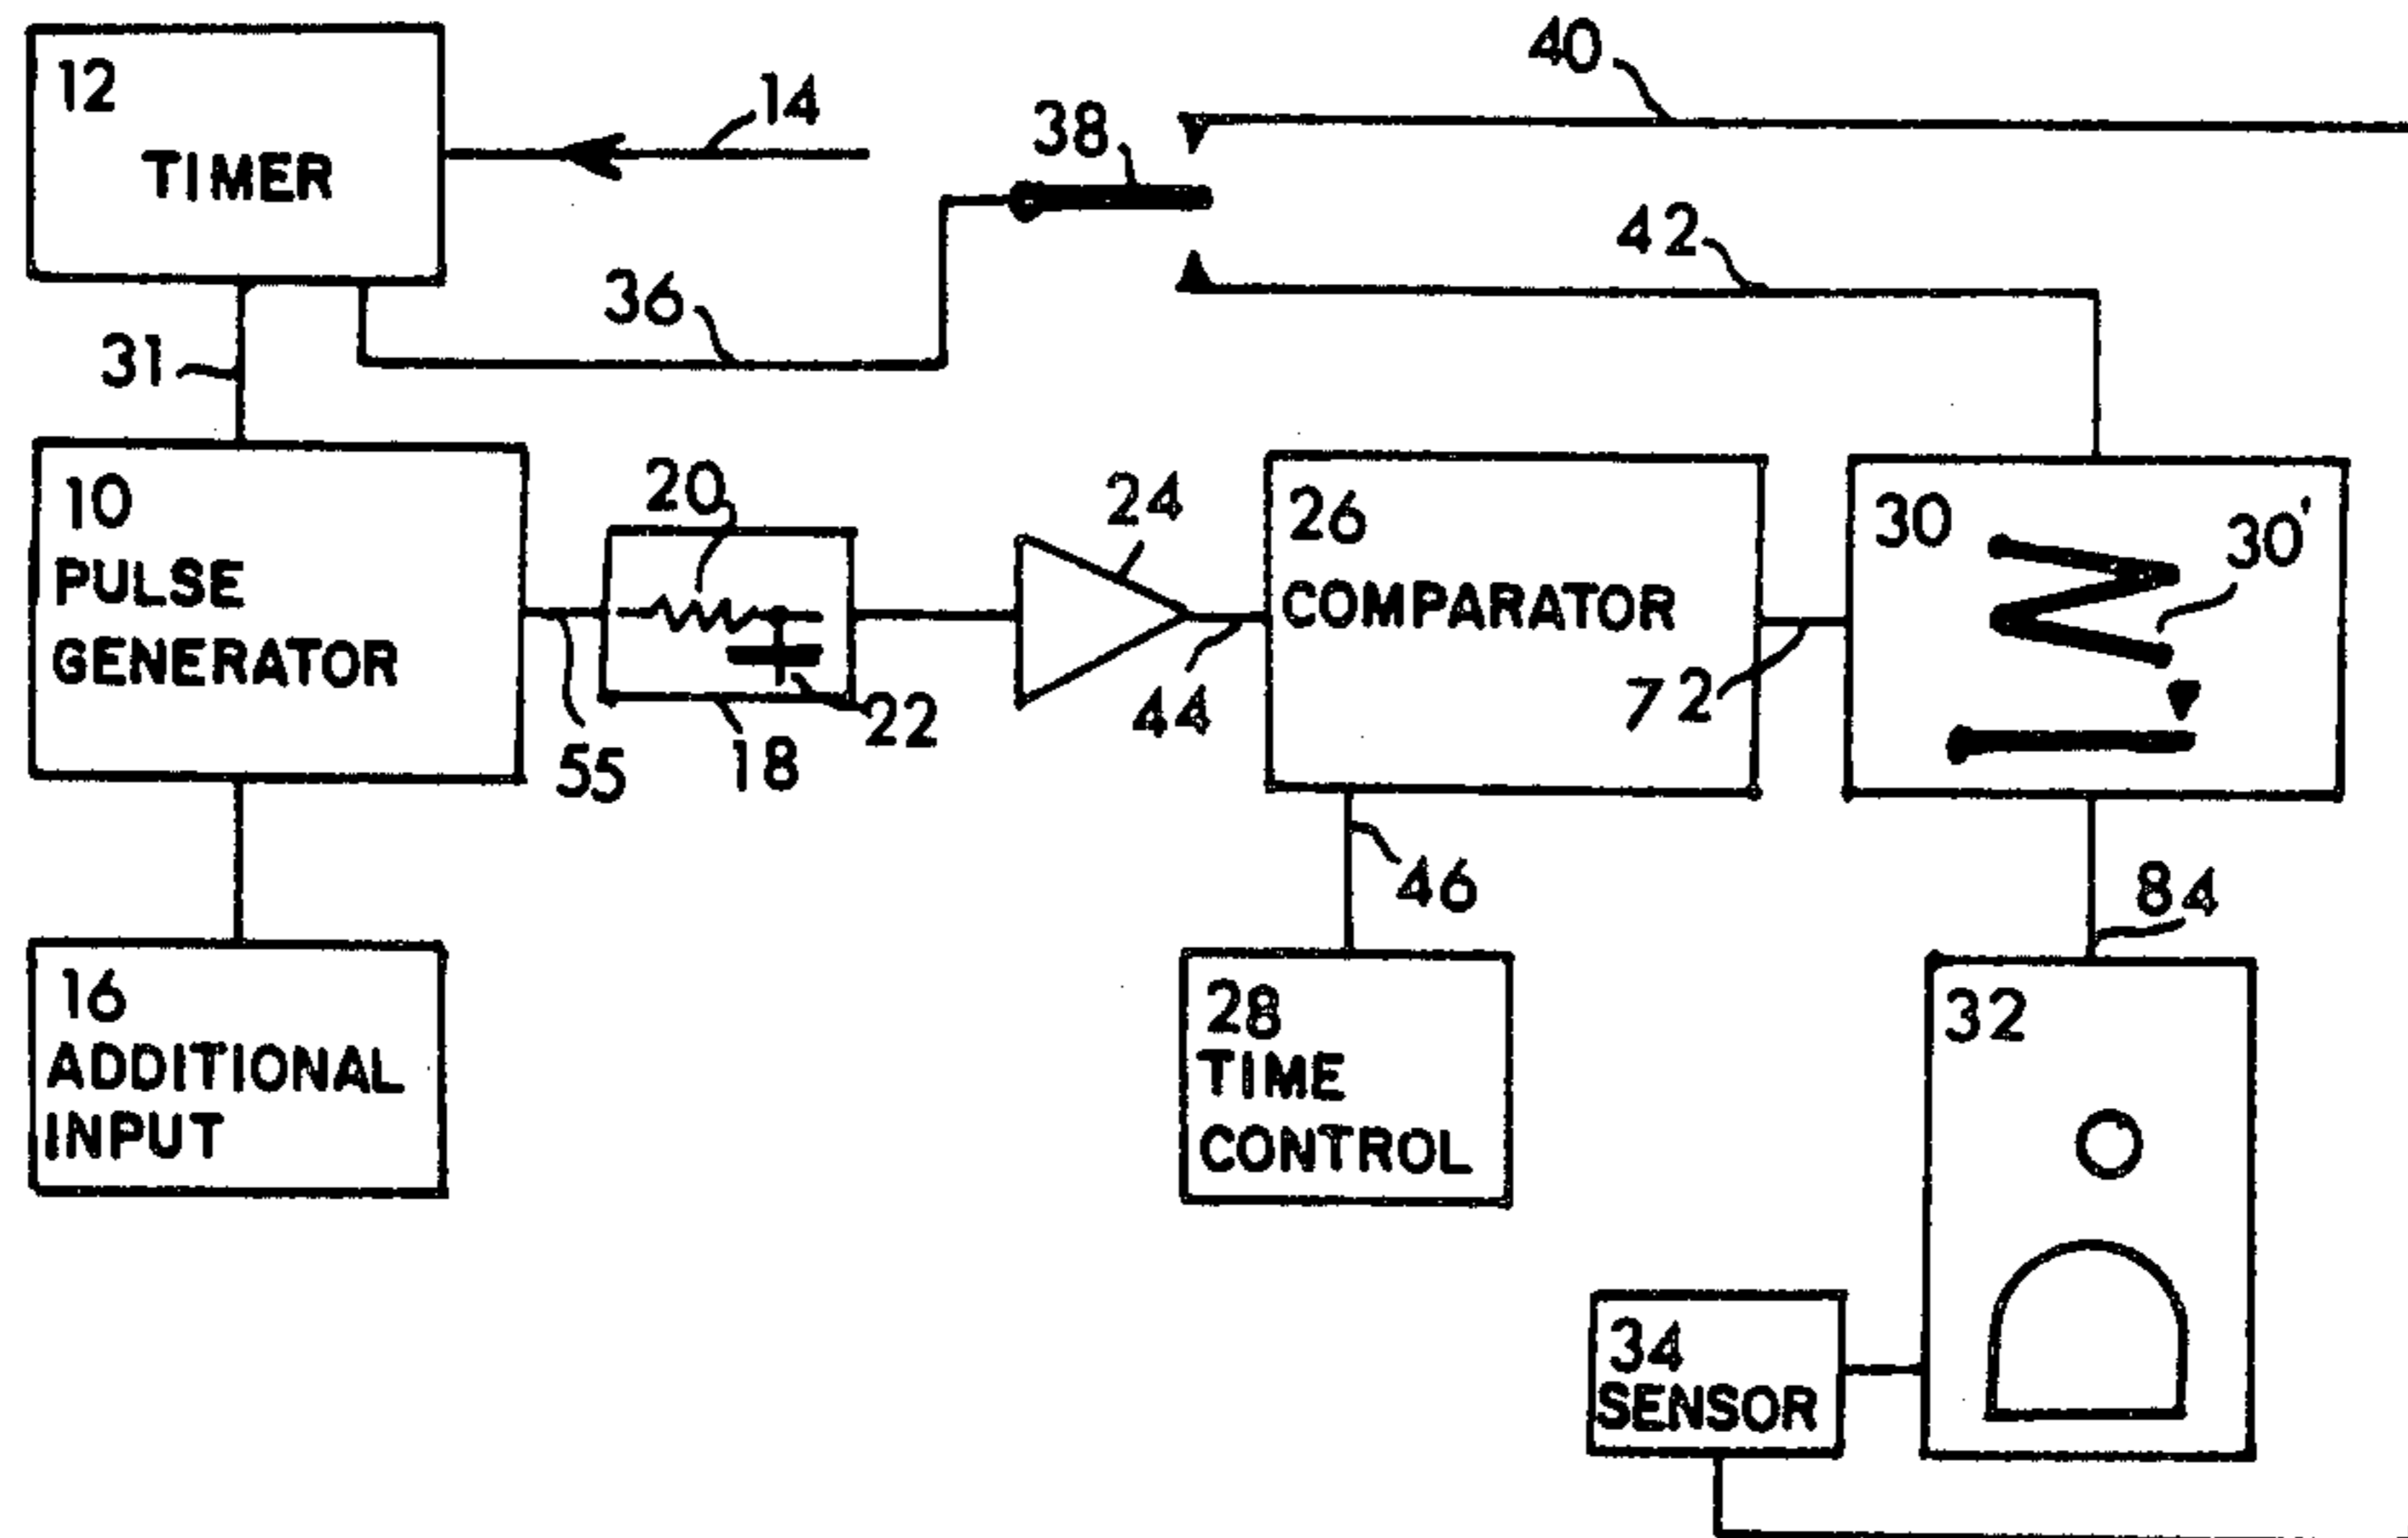 12
TIMER
14
38
40
42
36
31
10
PULSE
GENERATOR
20
55
18
22
24
44
26
COMPARATOR
72
30
30'
46
84
16
ADDITIONAL
INPUT
28
TIME
CONTROL
32
34
SENSOR